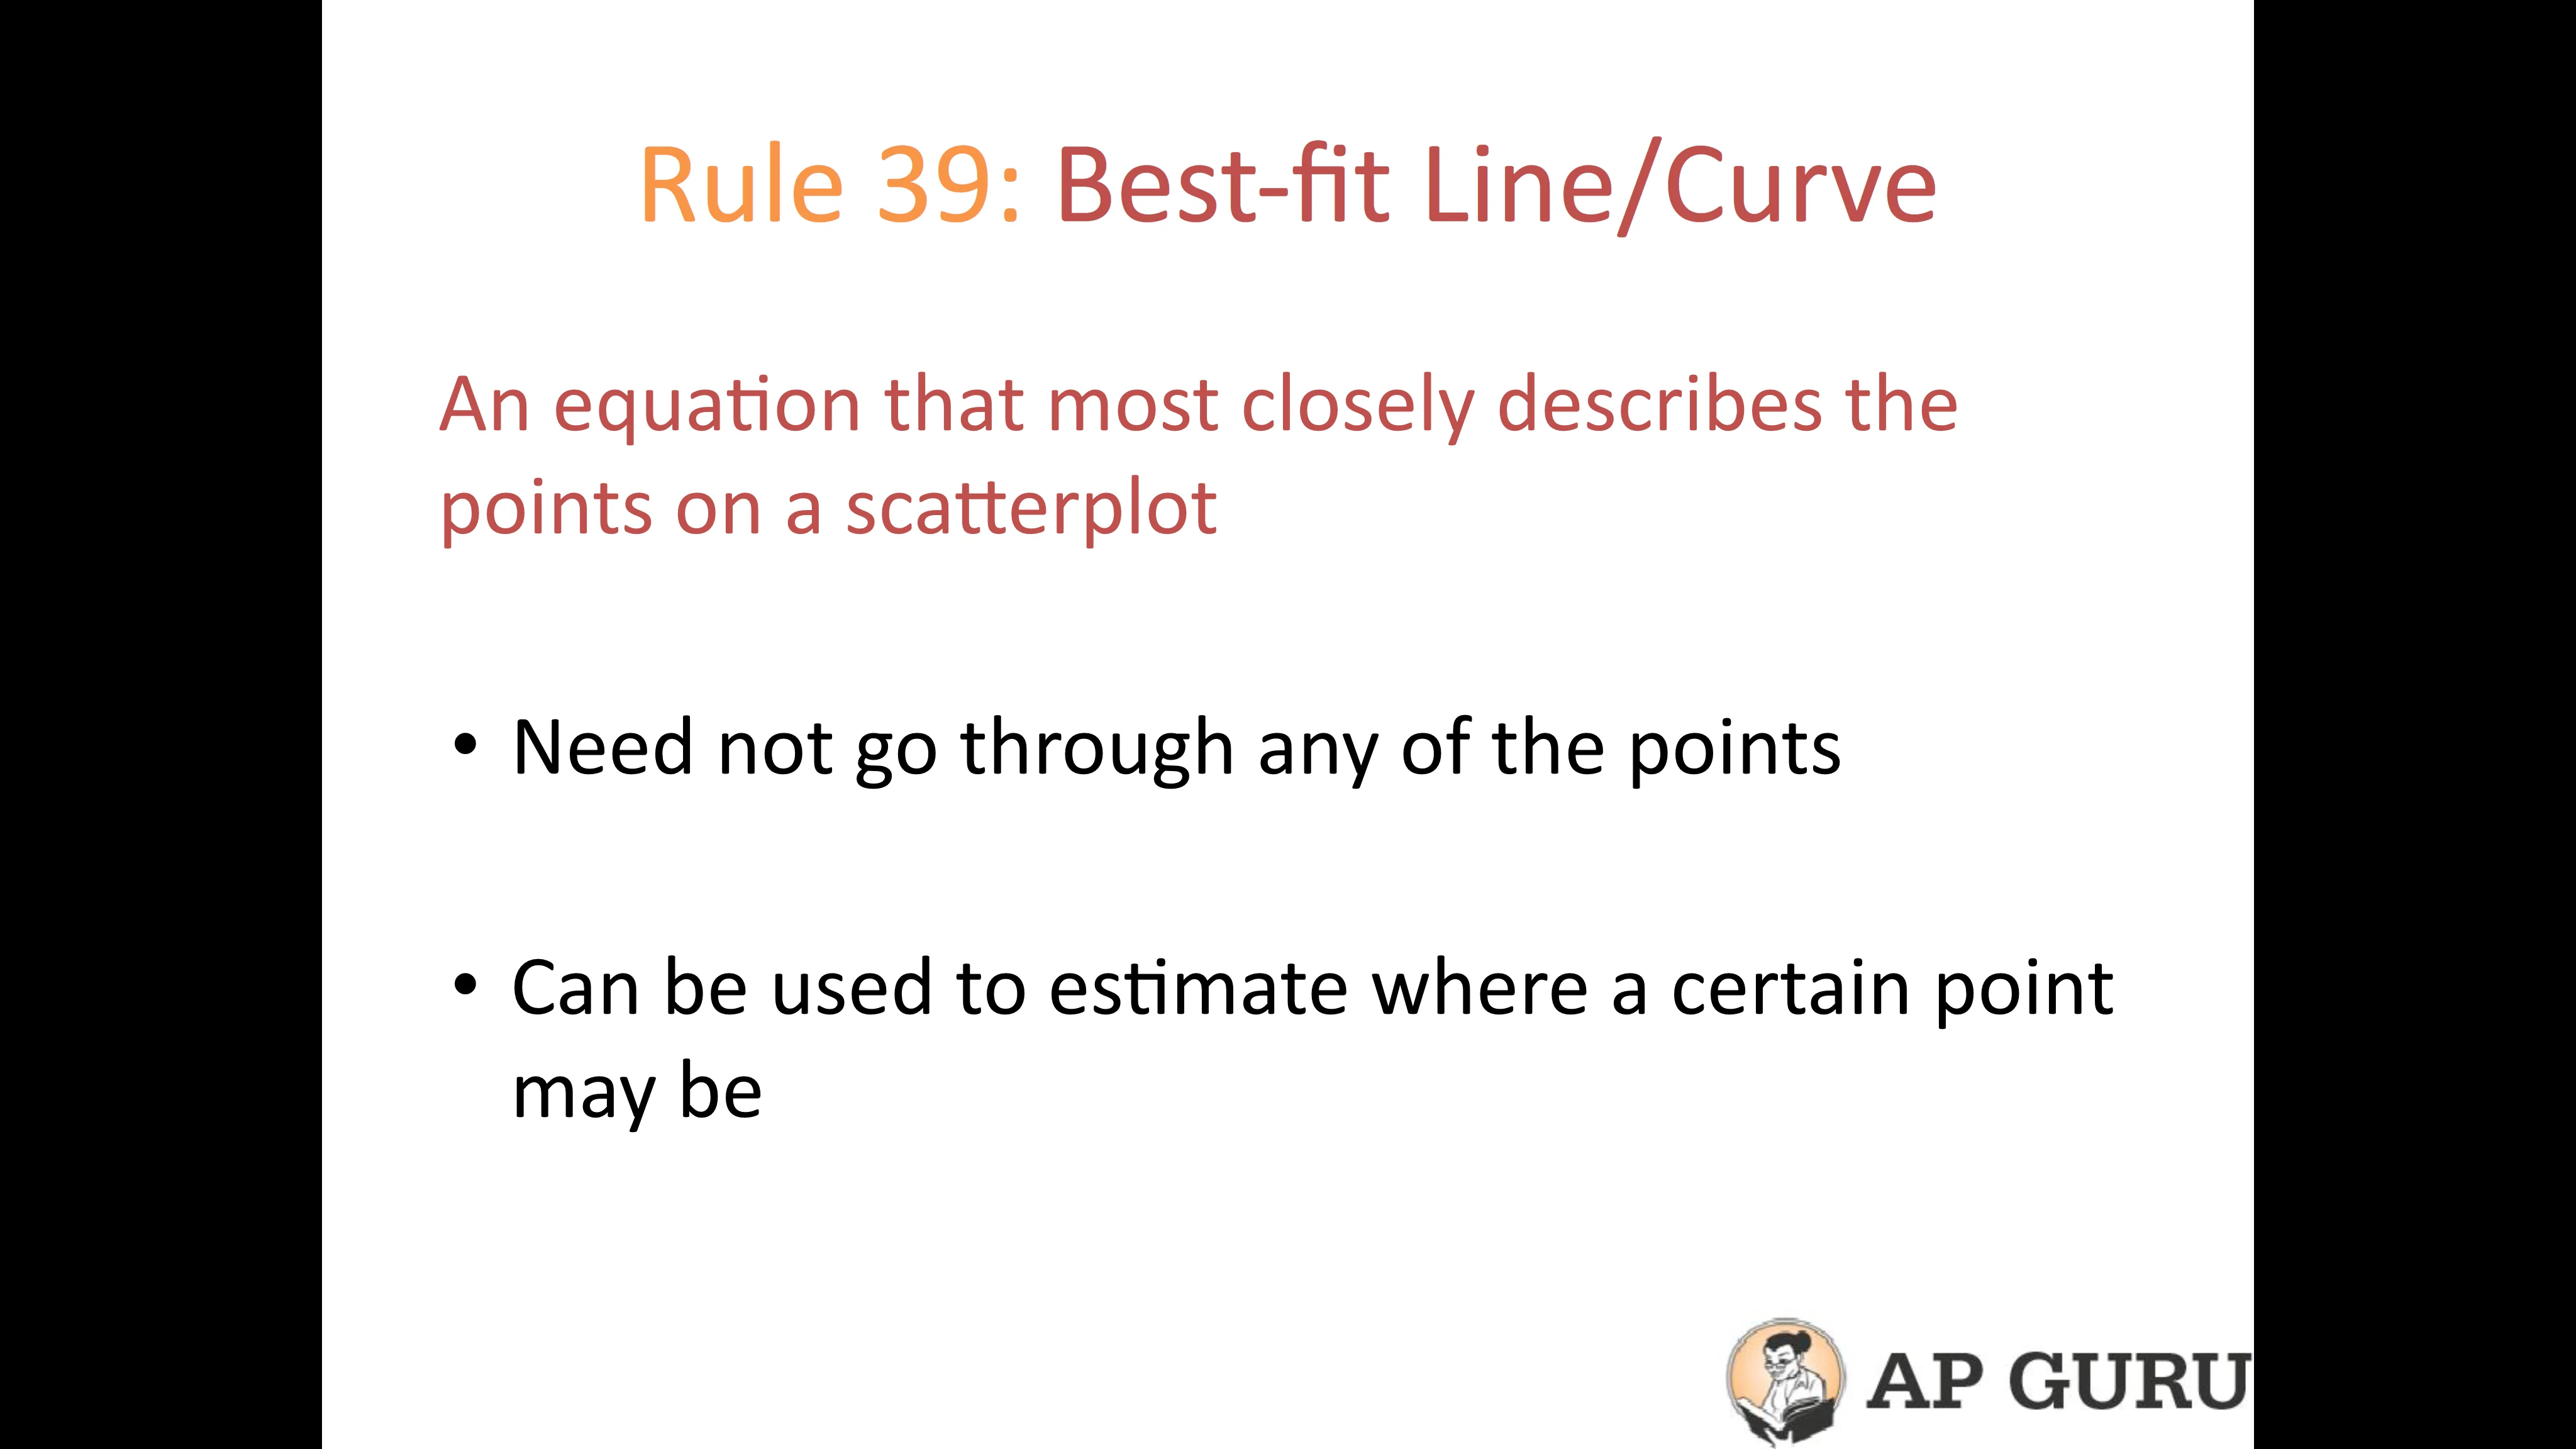 Rule 39: Best-fit Line/Curve
An equation that most closely describes the
points on a scatterplot
• Need not go through any of the points
• Can be used to estimate where a certain point
may be
AP GURU